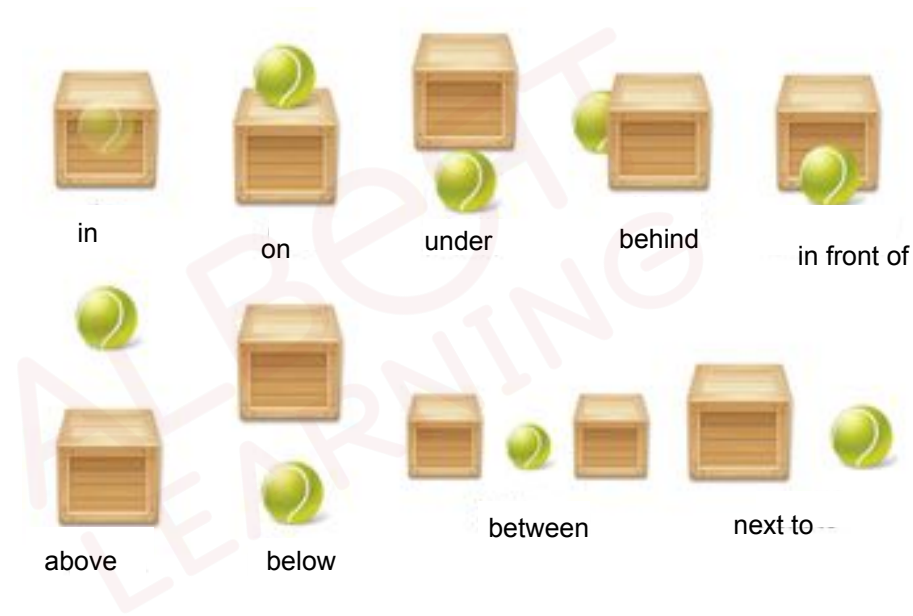 in
on
under
behind
in front of
above
below
between
next to
ALBERT
LEARNING